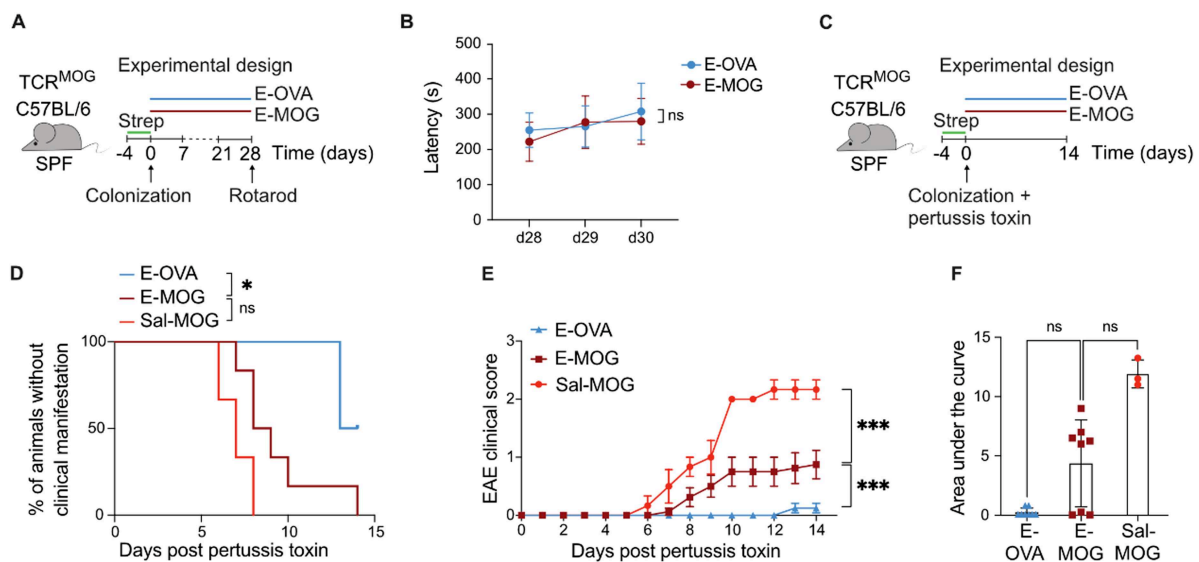 A
TCR^MOG
C57BL/6
SPF
Experimental design
E-OVA
E-MOG
Strep
-4 0 7 21 28 Time (days)
Colonization Rotarod
B
500
400
300
200
100
0
Latency (s)
d28 d29 d30
E-OVA
E-MOG
ns
C
TCR^MOG
C57BL/6
SPF
Experimental design
E-OVA
E-MOG
Strep
-4 0 14 Time (days)
Colonization +
pertussis toxin
D
E-OVA
E-MOG
Sal-MOG
*
ns
% of animals without
clinical manifestation
100
50
0
0 5 10 15
Days post pertussis toxin
E
E-OVA
E-MOG
Sal-MOG
EAE clinical score
3
2
1
0
0 2 4 6 8 10 12 14
Days post pertussis toxin
***
***
F
ns ns
Area under the curve
15
10
5
0
E-
OVA
E-
MOG
Sal-
MOG